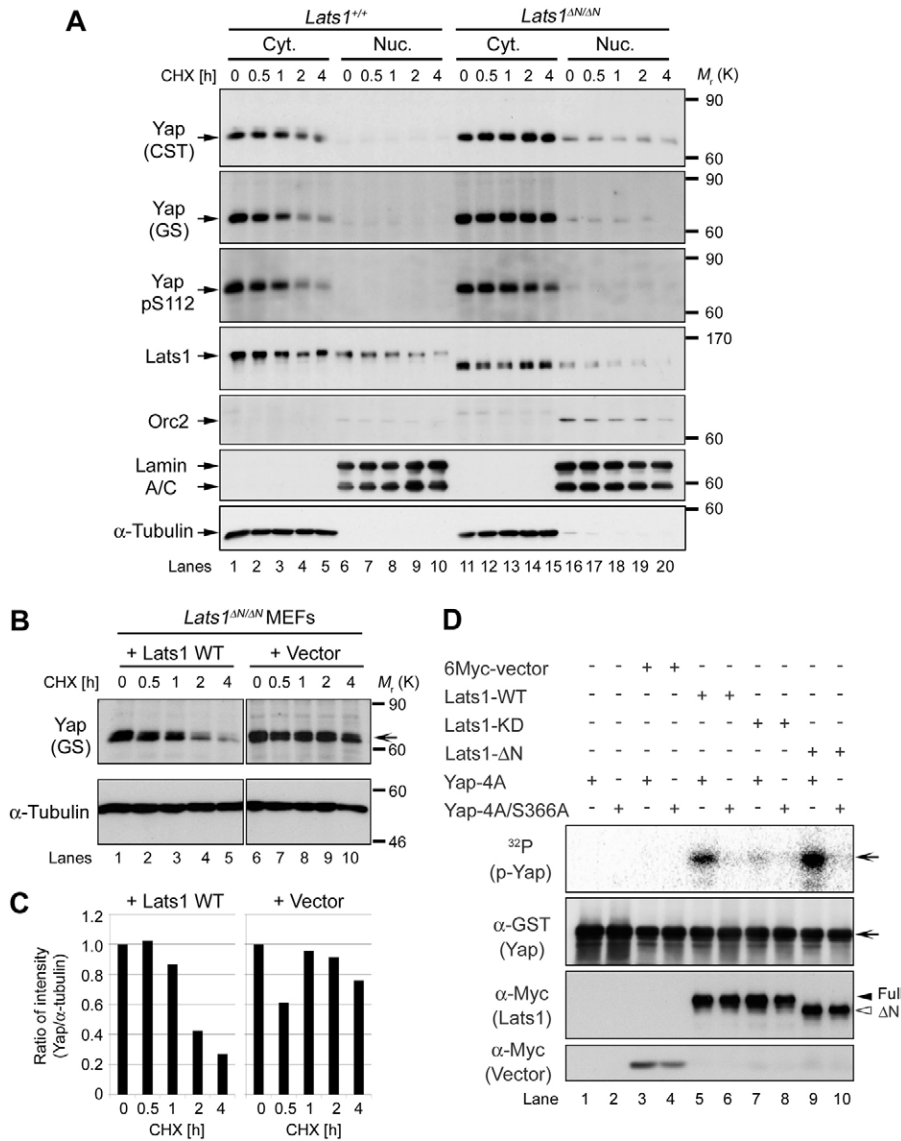 A
Lats1+/+ Lats1ΔN/ΔN
Cyt. Nuc. Cyt. Nuc.
CHX [h] 0 0.5 1 2 4 0 0.5 1 2 4 0 0.5 1 2 4 0 0.5 1 2 4 Mr (K)
90
Yap
(CST)
60
90
Yap
(GS)
60
90
Yap
pS112
60
170
Lats1
Orc2
60
Lamin
A/C
60
60
α-Tubulin
Lanes 1 2 3 4 5 6 7 8 9 10 11 12 13 14 15 16 17 18 19 20
B
Lats1ΔN/ΔN MEFs
+ Lats1 WT + Vector
CHX [h] 0 0.5 1 2 4 0 0.5 1 2 4 Mr (K)
90
Yap
(GS)
60
60
α-Tubulin
46
Lanes 1 2 3 4 5 6 7 8 9 10
C
+ Lats1 WT + Vector
Ratio of intensity
(Yap/α-tubulin)
1.2
1.0
0.8
0.6
0.4
0.2
0
0 0.5 1 2 4 0 0.5 1 2 4
CHX [h] CHX [h]
D
6Myc-vector - - + + - - - - - -
Lats1-WT - - - - + + - - - -
Lats1-KD - - - - - - + + - -
Lats1-ΔN - - - - - - - - + +
Yap-4A + - + - + - + - + -
Yap-4A/S366A - + - + - + - + - +
32P
(p-Yap)
α-GST
(Yap)
α-Myc
(Lats1)
Full
ΔN
α-Myc
(Vector)
Lane 1 2 3 4 5 6 7 8 9 10